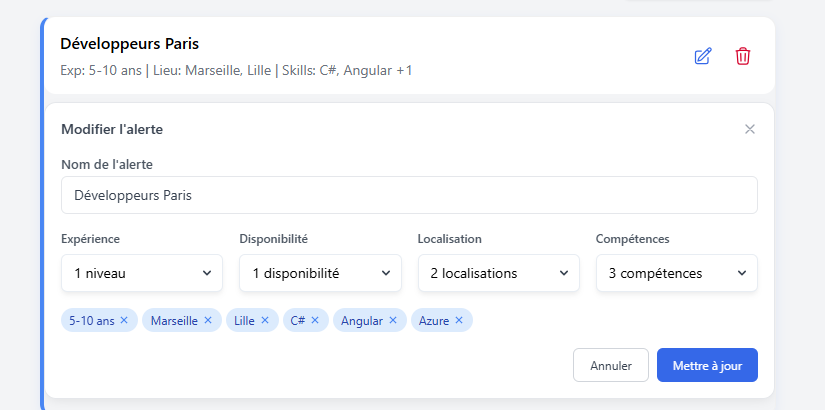 Développeurs Paris
Exp: 5-10 ans | Lieu: Marseille, Lille | Skills: C#, Angular +1
Modifier l'alerte
Nom de l'alerte
Développeurs Paris
Expérience Disponibilité Localisation Compétences
1 niveau 1 disponibilité 2 localisations 3 compétences
5-10 ans × Marseille × Lille × C# × Angular × Azure ×
Annuler Mettre à jour